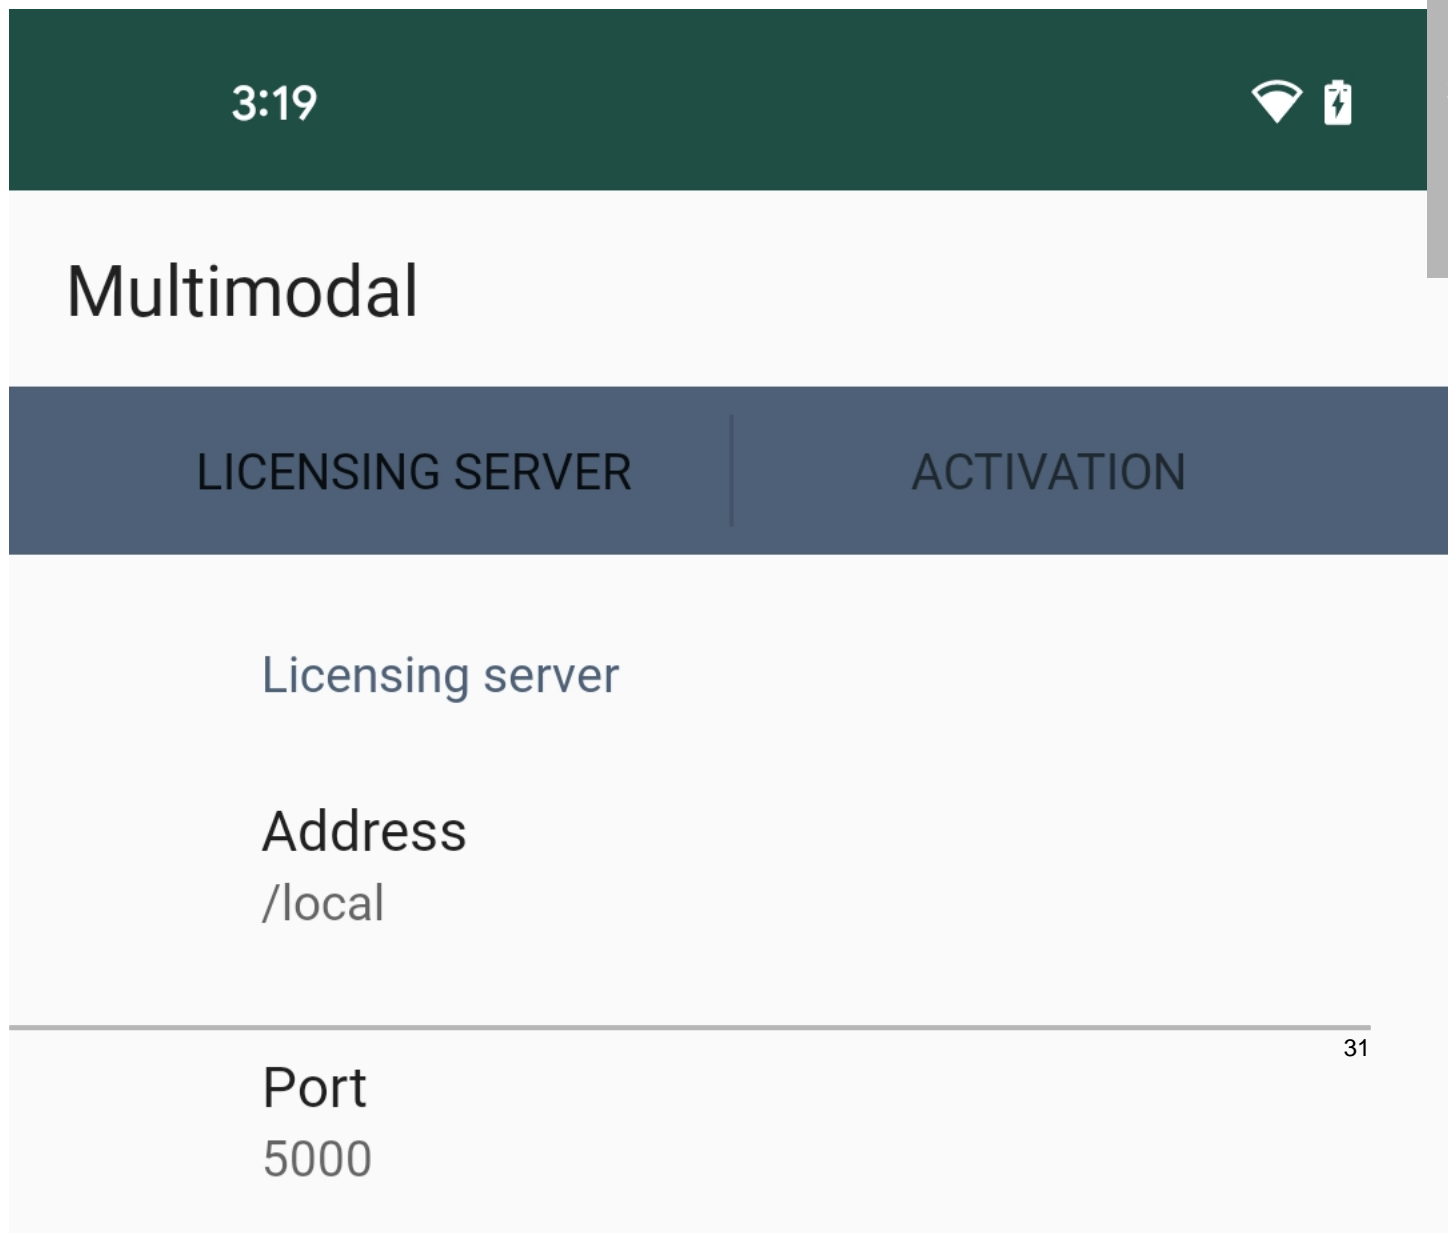 3:19
Multimodal
LICENSING SERVER
ACTIVATION
Licensing server
Address
/local
31
Port
5000